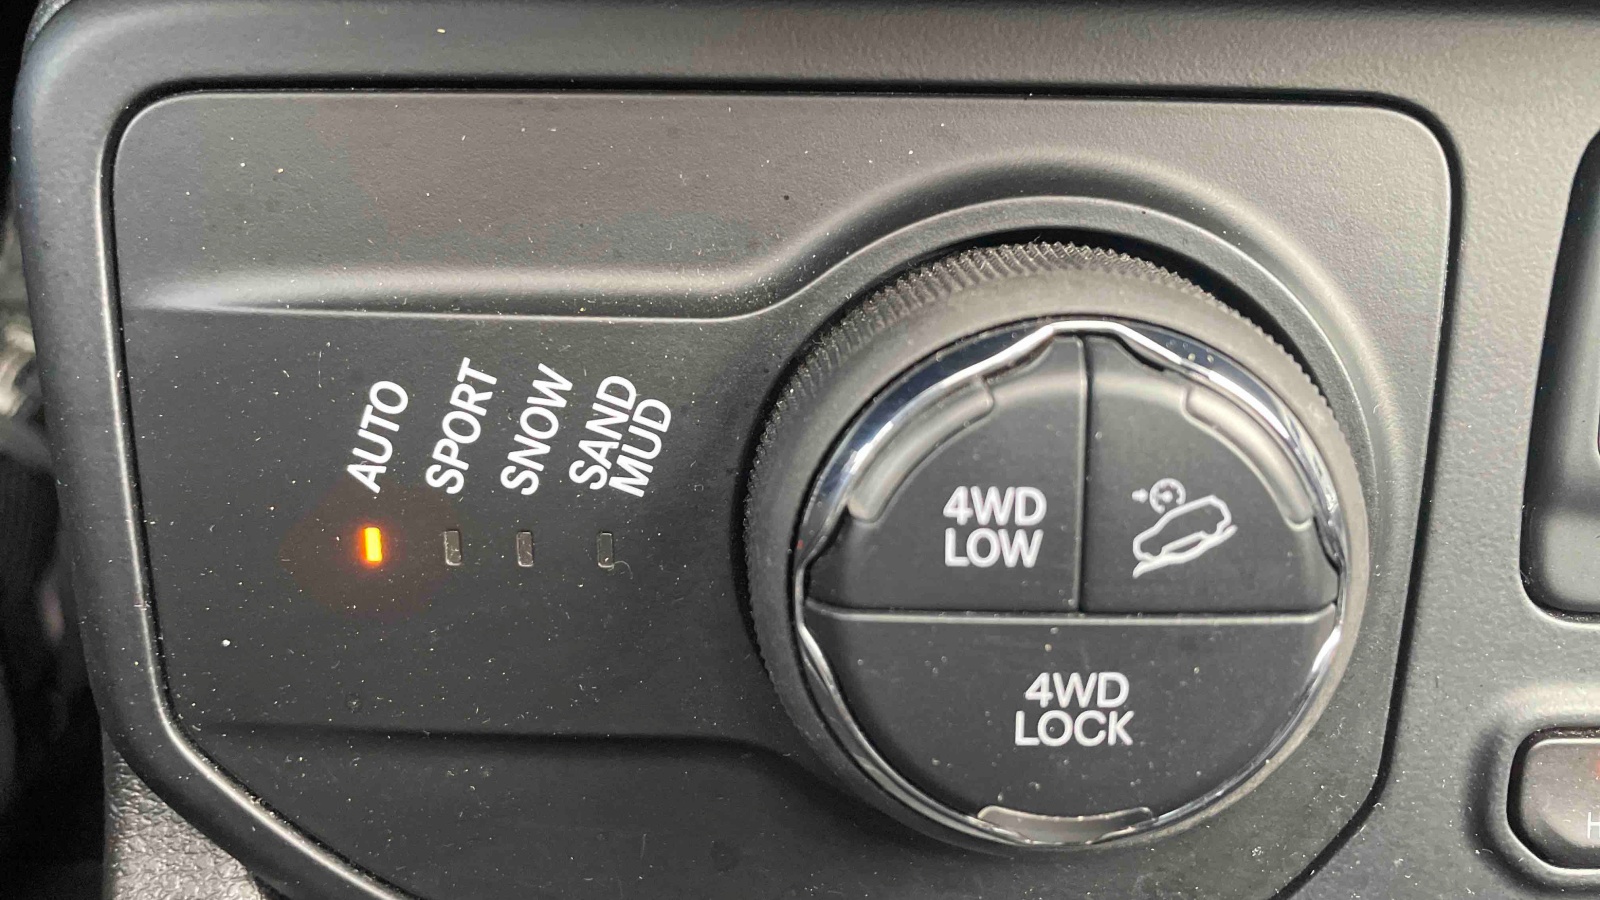 AUTO
SPORT
SNOW
SAND
MUD
4WD
LOW
4WD
LOCK
H